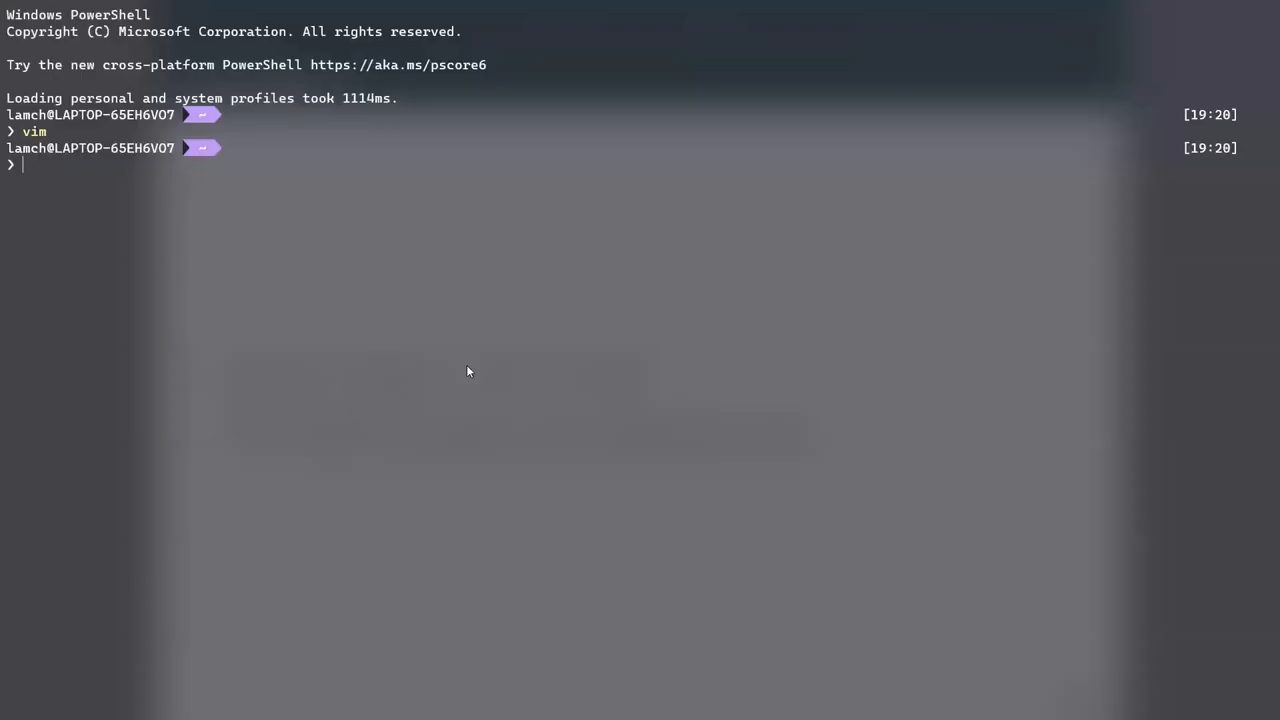 Windows PowerShell
Copyright (C) Microsoft Corporation. All rights reserved.
Try the new cross-platform PowerShell https://aka.ms/pscore6
Loading personal and system profiles took 1114ms.
lamch@LAPTOP-65EH6VO7 ~ [19:20]
❯ vim
lamch@LAPTOP-65EH6VO7 ~ [19:20]
❯